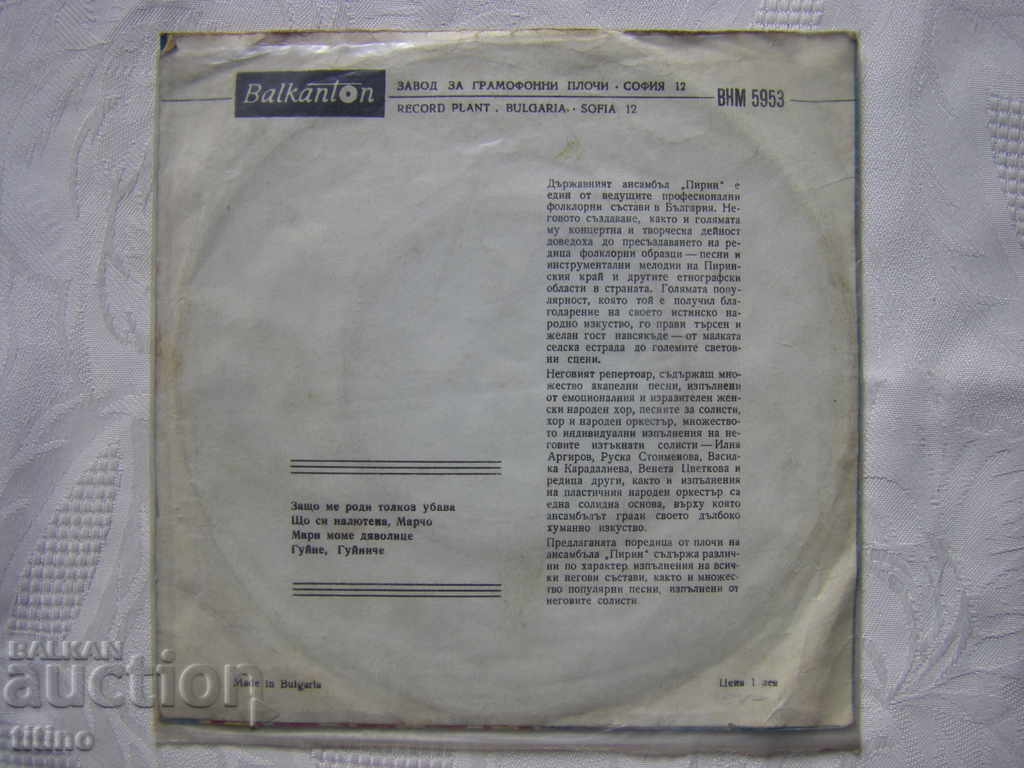 Balkanton
ЗАВОД ЗА ГРАМОФОННИ ПЛОЧИ · СОФИЯ 12
RECORD PLANT . BULGARIA. · SOFIA 12
ВНМ 5953
Държавният ансамбъл „Пирин“ е
един от ведущите професионални
фолклорни състави в България. Не-
говото създаване, както и голямата
му концертна и творческа дейност
доведоха до пресъздаването на ре-
дица фолклорни образци — песни и
инструментални мелодии на Пирин-
ския край и другите етнографски
области в страната. Голямата попу-
лярност, която той е получил бла-
годарение на своето истинско на-
родно изкуство, го прави търсен и
желан гост навсякъде — от малката
селска естрада до големите светов-
ни сцени.
Неговият репертоар, съдържащ мно-
жество акапелни песни, изпълнени
от емоционалния и изразителен жен-
ски народен хор, песните за солисти,
хор и народен оркестър, множество-
то индивидуални изпълнения на не-
говите изтъкнати солисти — Илия
Аргиров, Руска Стоименова, Васил-
ка Карадалиева, Венета Цветкова и
редица други, както и изпълнения
на пластичния народен оркестър са
една солидна основа, върху която
ансамбълът гради своето дълбоко
хуманно изкуство.
Предлаганата поредица от плочи на
ансамбъла „Пирин“ съдържа различ-
ни по характер изпълнения на всич-
ки негови състави, както и множес-
тво популярни песни, изпълнени от
неговите солисти
Защо ме роди толкоз убава
Що си налютена, Марчо
Мари моме дяволице
Гуйне, Гуйниче
Made in Bulgaria
Цена 1 лев
BALKAN
auction
titino